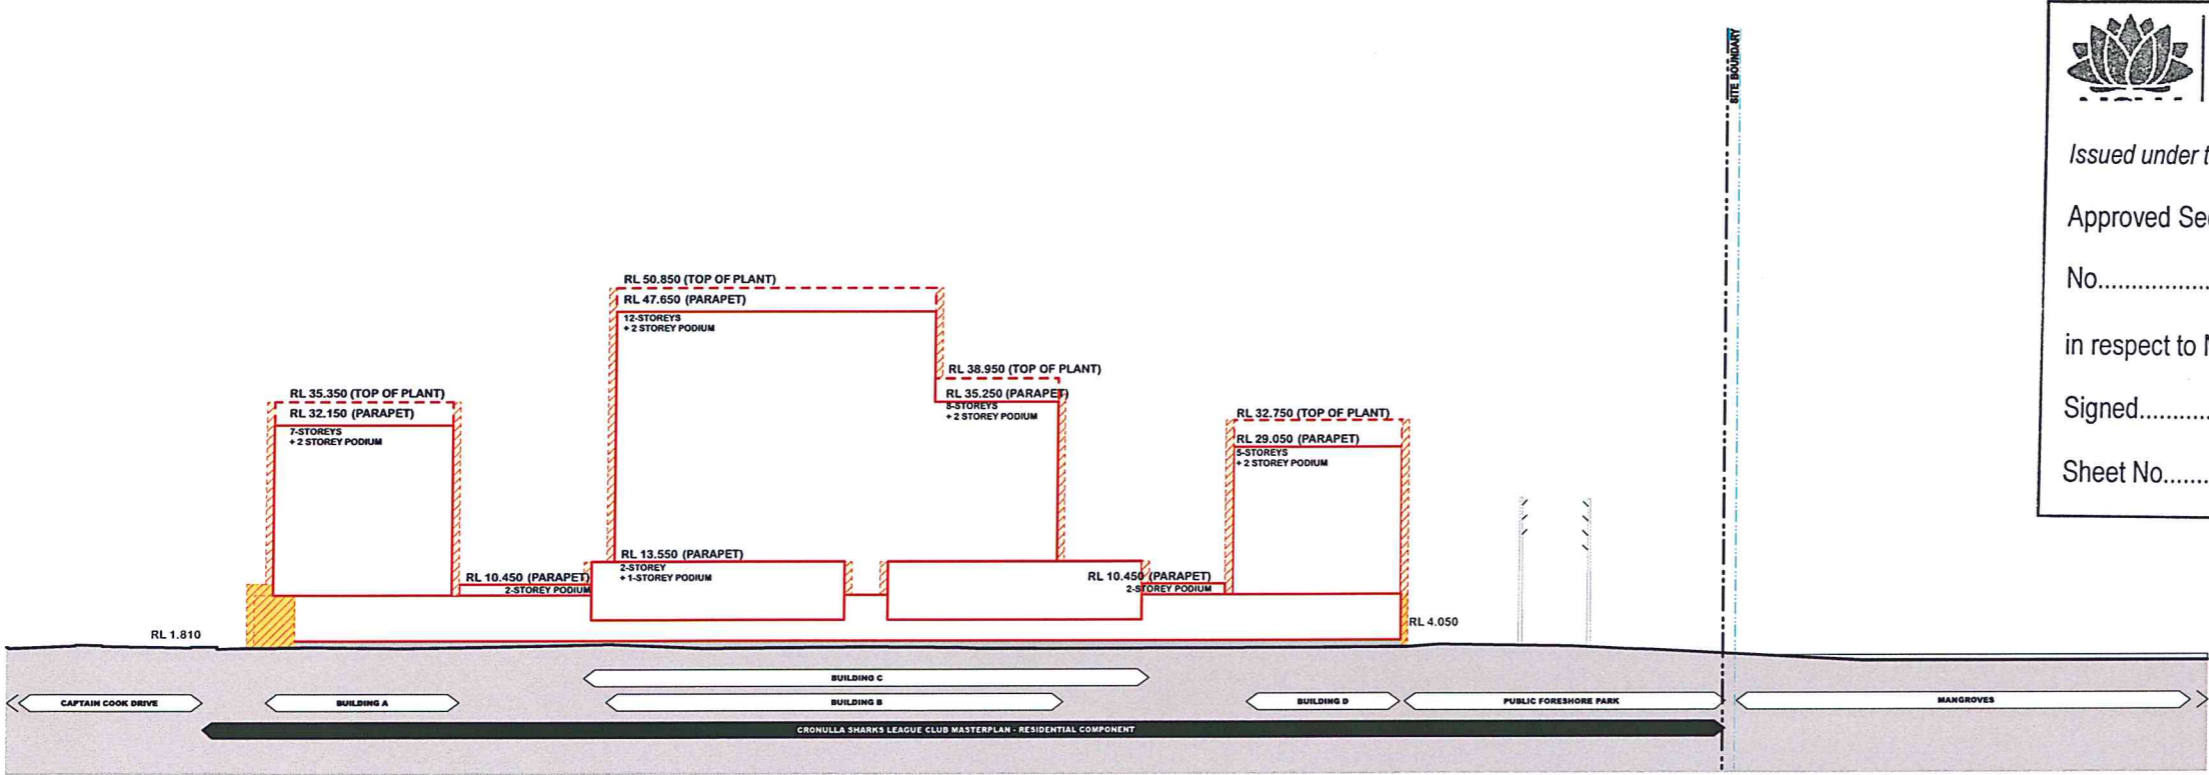 SITE BOUNDARY
Issued under t
Approved Se
No.................
in respect to
Signed...........
Sheet No........
RL 50.850 (TOP OF PLANT)
RL 47.650 (PARAPET)
12-STOREYS
+ 2 STOREY PODIUM
RL 38.950 (TOP OF PLANT)
RL 35.250 (PARAPET)
8-STOREYS
+ 2 STOREY PODIUM
RL 35.350 (TOP OF PLANT)
RL 32.150 (PARAPET)
7-STOREYS
+ 2 STOREY PODIUM
RL 32.750 (TOP OF PLANT)
RL 29.050 (PARAPET)
5-STOREYS
+ 2 STOREY PODIUM
RL 13.550 (PARAPET)
2-STOREY
+ 1-STOREY PODIUM
RL 10.450 (PARAPET)
2-STOREY PODIUM
RL 10.450 (PARAPET)
2-STOREY PODIUM
RL 1.810
RL 4.050
BUILDING C
CAPTAIN COOK DRIVE
BUILDING A
BUILDING B
BUILDING D
PUBLIC FORESHORE PARK
MANGROVES
CRONULLA SHARKS LEAGUE CLUB MASTERPLAN - RESIDENTIAL COMPONENT